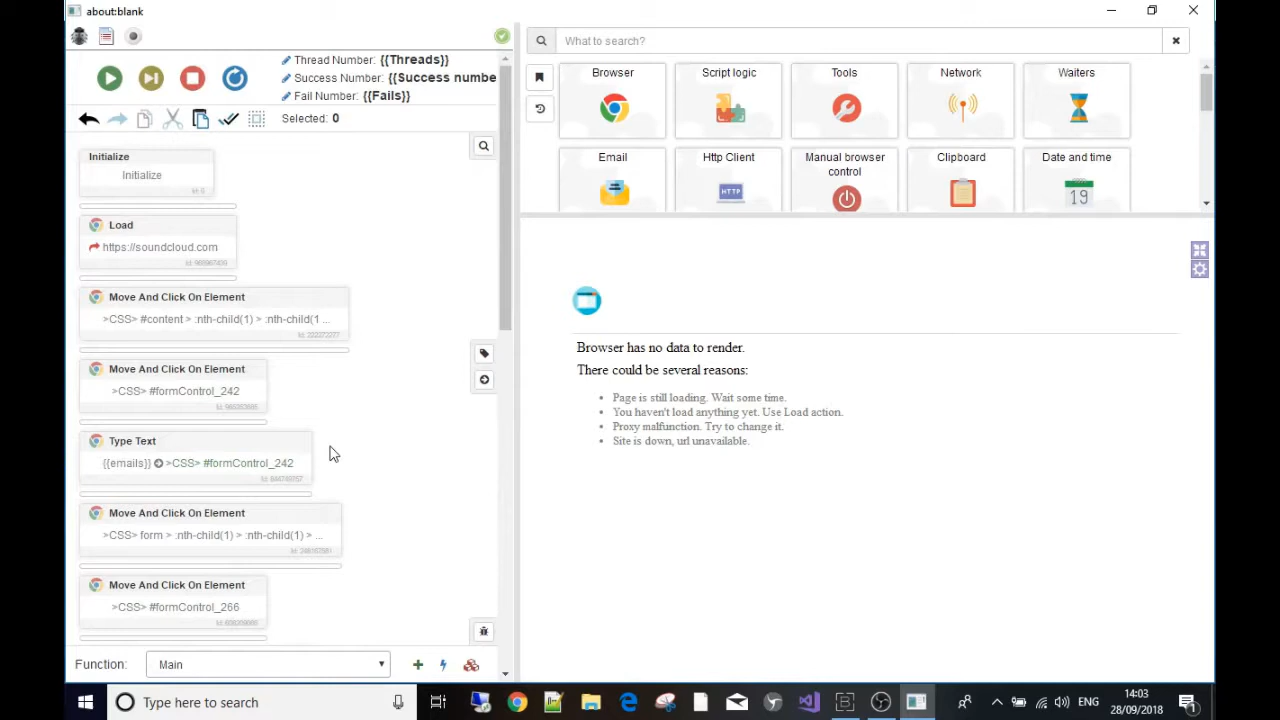 about:blank
Thread Number: {{Threads}}
Success Number: {{Success numbe
Fail Number: {{Fails}}
Selected: 0
Initialize
Initialize
Id: 0
Load
https://soundcloud.com
Move And Click On Element
>CSS> #content > :nth-child(1) > :nth-child(1 ...
Move And Click On Element
>CSS> #formControl_242
Type Text
{{emails}} >CSS> #formControl_242
Move And Click On Element
>CSS> form > :nth-child(1) > :nth-child(1) > ...
Move And Click On Element
>CSS> #formControl_266
Function: Main
What to search?
Browser
Script logic
Tools
Network
Waiters
Email
Http Client
HTTP
Manual browser
control
Clipboard
Date and time
19
Browser has no data to render.
There could be several reasons:
• Page is still loading. Wait some time.
• You haven't load anything yet. Use Load action.
• Proxy malfunction. Try to change it.
• Site is down, url unavailable.
Type here to search
ENG
14:03
28/09/2018